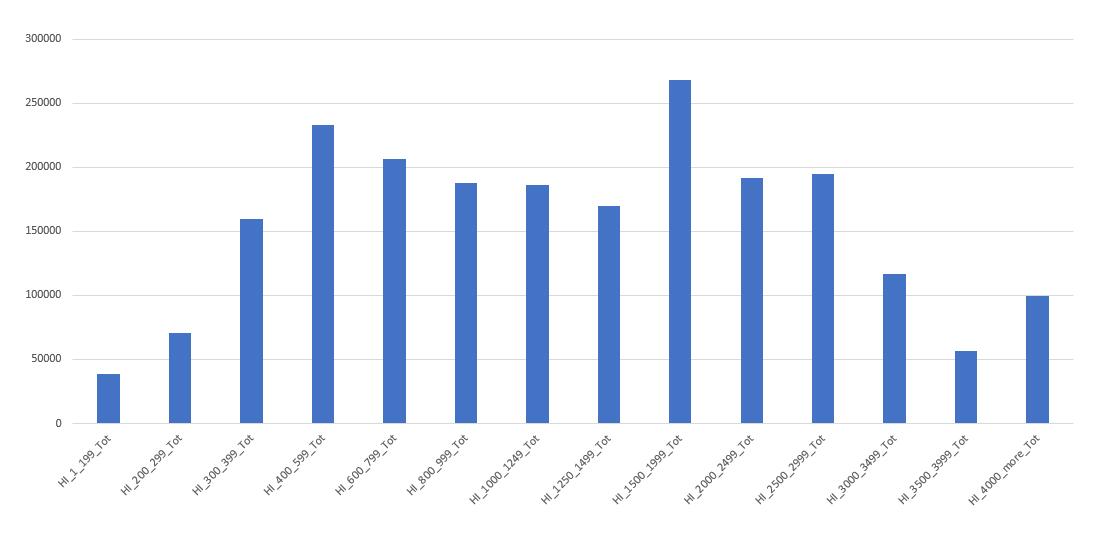 300000
250000
200000
150000
100000
50000
0
HI_1_199_Tot
HI_200_299_Tot
HI_300_399_Tot
HI_400_599_Tot
HI_600_799_Tot
HI_800_999_Tot
HI_1000_1249_Tot
HI_1250_1499_Tot
HI_1500_1999_Tot
HI_2000_2499_Tot
HI_2500_2999_Tot
HI_3000_3499_Tot
HI_3500_3999_Tot
HI_4000_more_Tot